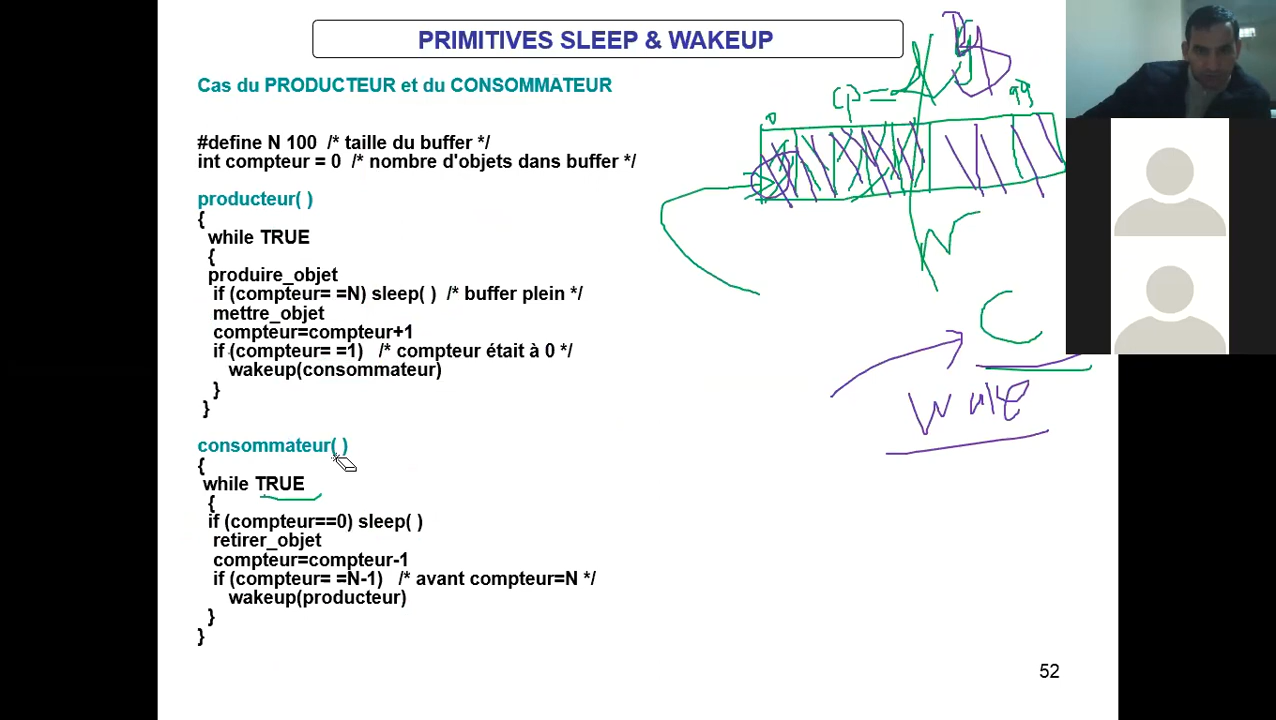 PRIMITIVES SLEEP & WAKEUP
Cas du PRODUCTEUR et du CONSOMMATEUR
#define N 100 /* taille du buffer */
int compteur = 0 /* nombre d'objets dans buffer */
producteur( )
{
while TRUE
{
produire_objet
if (compteur= =N) sleep( ) /* buffer plein */
mettre_objet
compteur=compteur+1
if (compteur= =1) /* compteur était à 0 */
wakeup(consommateur)
}
}
consommateur( )
{
while TRUE
{
if (compteur==0) sleep( )
retirer_objet
compteur=compteur-1
if (compteur= =N-1) /* avant compteur=N */
wakeup(producteur)
}
}
cp=
0
99
N
C
52